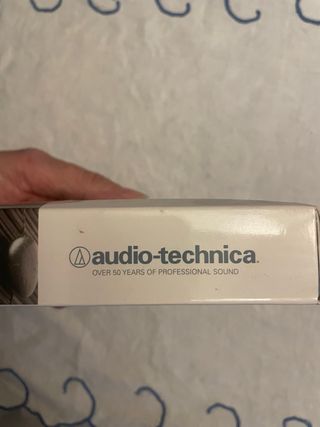 audio-technica.
OVER 50 YEARS OF PROFESSIONAL SOUND